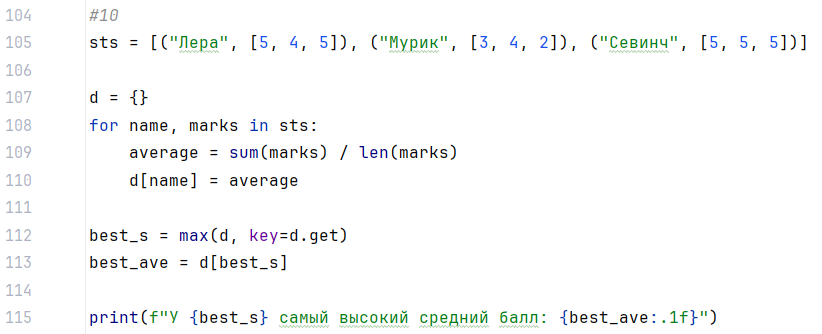 104 #10
105 sts = [("Лера", [5, 4, 5]), ("Мурик", [3, 4, 2]), ("Севинч", [5, 5, 5])]
106
107 d = {}
108 for name, marks in sts:
109     average = sum(marks) / len(marks)
110     d[name] = average
111
112 best_s = max(d, key=d.get)
113 best_ave = d[best_s]
114
115 print(f"У {best_s} самый высокий средний балл: {best_ave:.1f}")